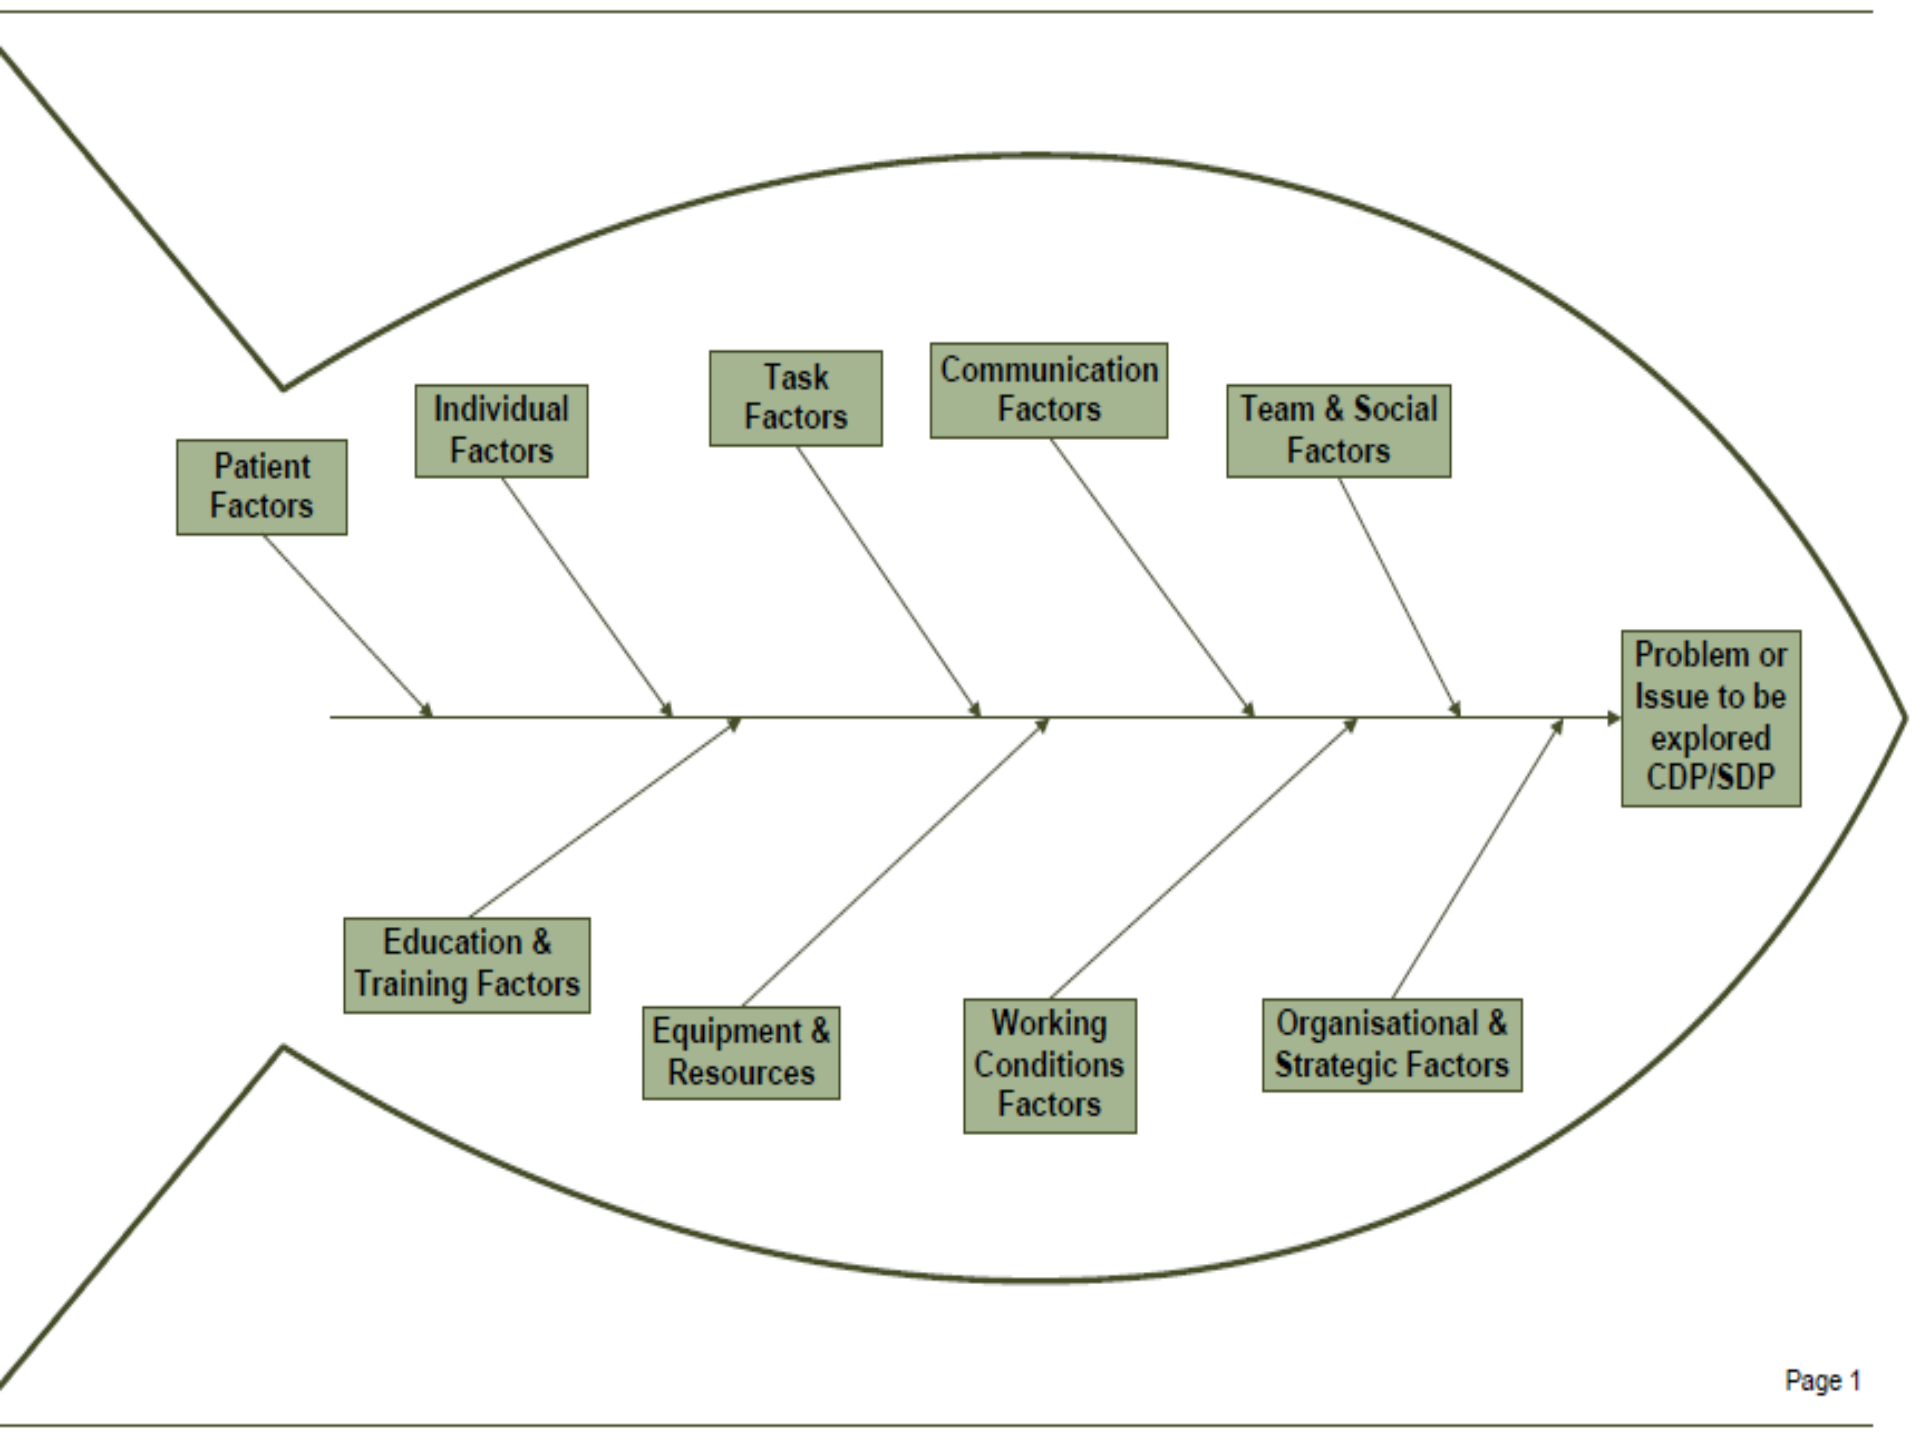 Patient
Factors
Individual
Factors
Task
Factors
Communication
Factors
Team & Social
Factors
Problem or
Issue to be
explored
CDP/SDP
Education &
Training Factors
Equipment &
Resources
Working
Conditions
Factors
Organisational &
Strategic Factors
Page 1